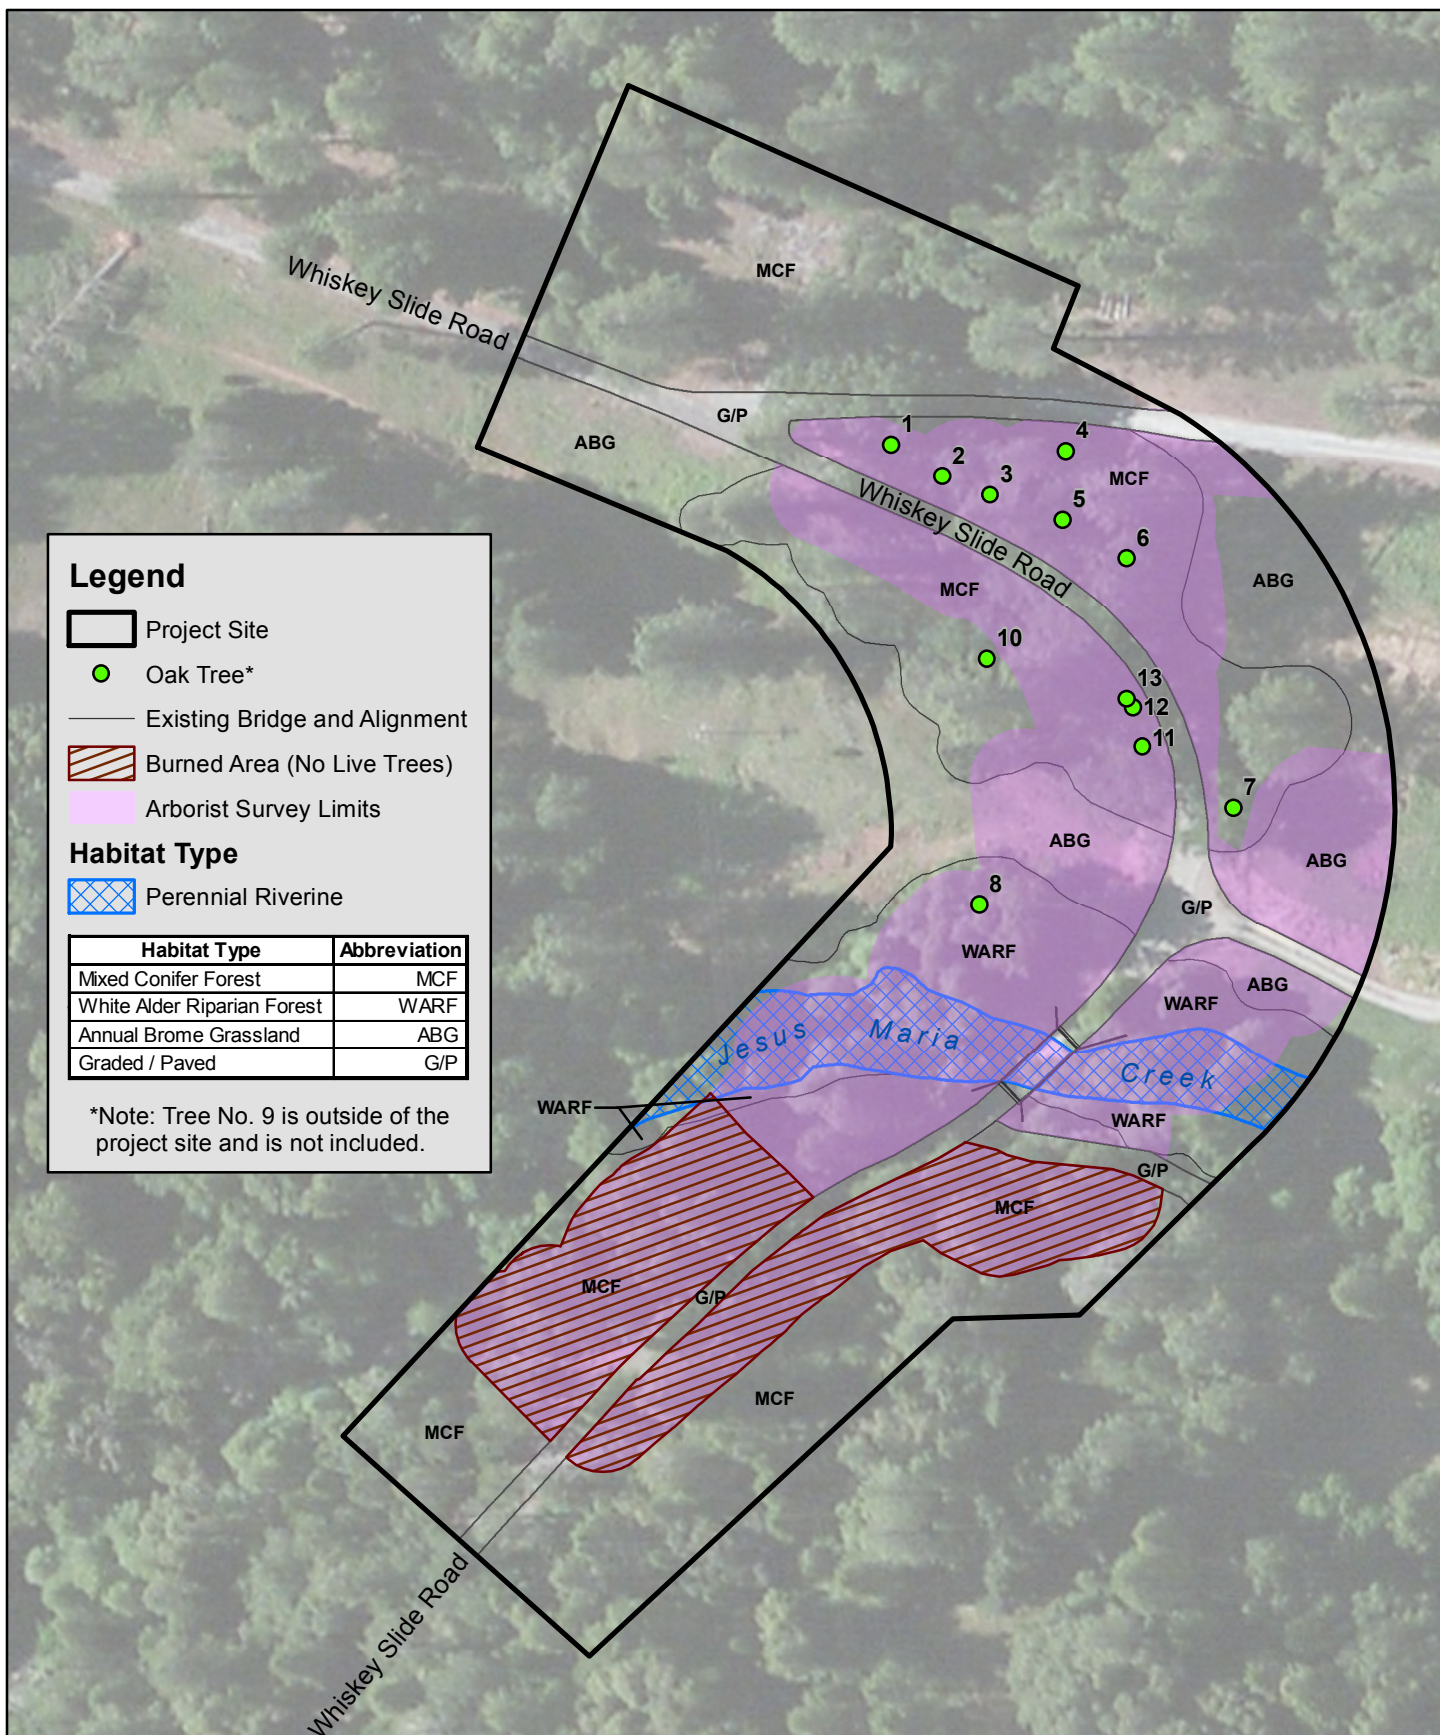 MCF
Whiskey Slide Road
G/P
ABG
1
4
2
3
MCF
Whiskey Slide Road
5
6
MCF
ABG
10
13
12
11
7
ABG
ABG
8
G/P
WARF
ABG
WARF
Jesus Maria Creek
WARF
WARF
G/P
MCF
MCF
G/P
MCF
MCF
Whiskey Slide Road
Legend
Project Site
Oak Tree*
Existing Bridge and Alignment
Burned Area (No Live Trees)
Arborist Survey Limits
Habitat Type
Perennial Riverine
Habitat Type Abbreviation
Mixed Conifer Forest MCF
White Alder Riparian Forest WARF
Annual Brome Grassland ABG
Graded / Paved G/P
*Note: Tree No. 9 is outside of the
project site and is not included.